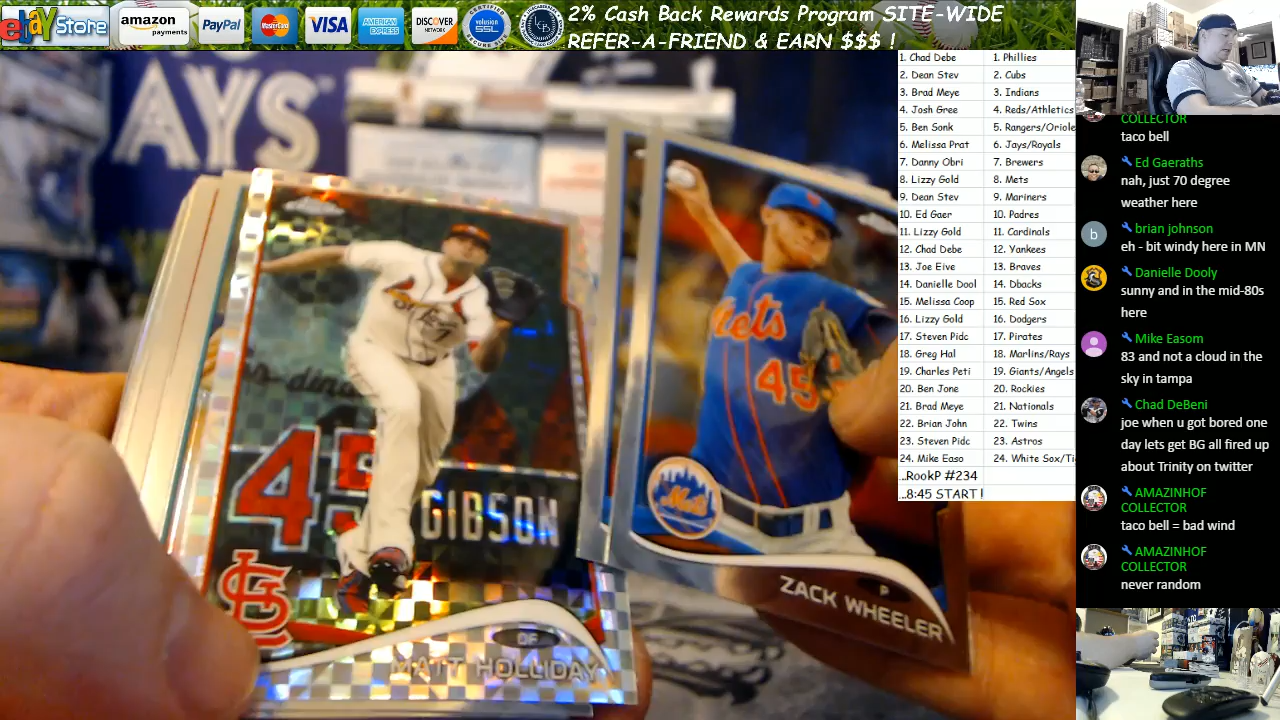 ebay Store
amazon
payments
PayPal
MasterCard
VISA
AMERICAN EXPRESS
DISCOVER
NETWORK
volusion
SSL
2% Cash Back Rewards Program SITE-WIDE
REFER-A-FRIEND & EARN $$$ !
AYS
45
GIBSON
StL
OF
MATT HOLLIDAY
Mets
45
Mets
P
ZACK WHEELER
1. Chad Debe 1. Phillies
2. Dean Stev 2. Cubs
3. Brad Meye 3. Indians
4. Josh Gree 4. Reds/Athletics
5. Ben Sonk 5. Rangers/Oriole
6. Melissa Prat 6. Jays/Royals
7. Danny Obri 7. Brewers
8. Lizzy Gold 8. Mets
9. Dean Stev 9. Mariners
10. Ed Gaer 10. Padres
11. Lizzy Gold 11. Cardinals
12. Chad Debe 12. Yankees
13. Joe Eive 13. Braves
14. Danielle Dool 14. Dbacks
15. Melissa Coop 15. Red Sox
16. Lizzy Gold 16. Dodgers
17. Steven Pidc 17. Pirates
18. Greg Hal 18. Marlins/Rays
19. Charles Peti 19. Giants/Angels
20. Ben Jone 20. Rockies
21. Brad Meye 21. Nationals
22. Brian John 22. Twins
23. Steven Pidc 23. Astros
24. Mike Easo 24. White Sox/Ti
...RookP #234
...8:45 START!
COLLECTOR
taco bell
Ed Gaeraths
nah, just 70 degree
weather here
b
brian johnson
eh - bit windy here in MN
Danielle Dooly
sunny and in the mid-80s
here
Mike Easom
83 and not a cloud in the
sky in tampa
Chad DeBeni
joe when u got bored one
day lets get BG all fired up
about Trinity on twitter
AMAZINHOF
COLLECTOR
taco bell = bad wind
AMAZINHOF
COLLECTOR
never random